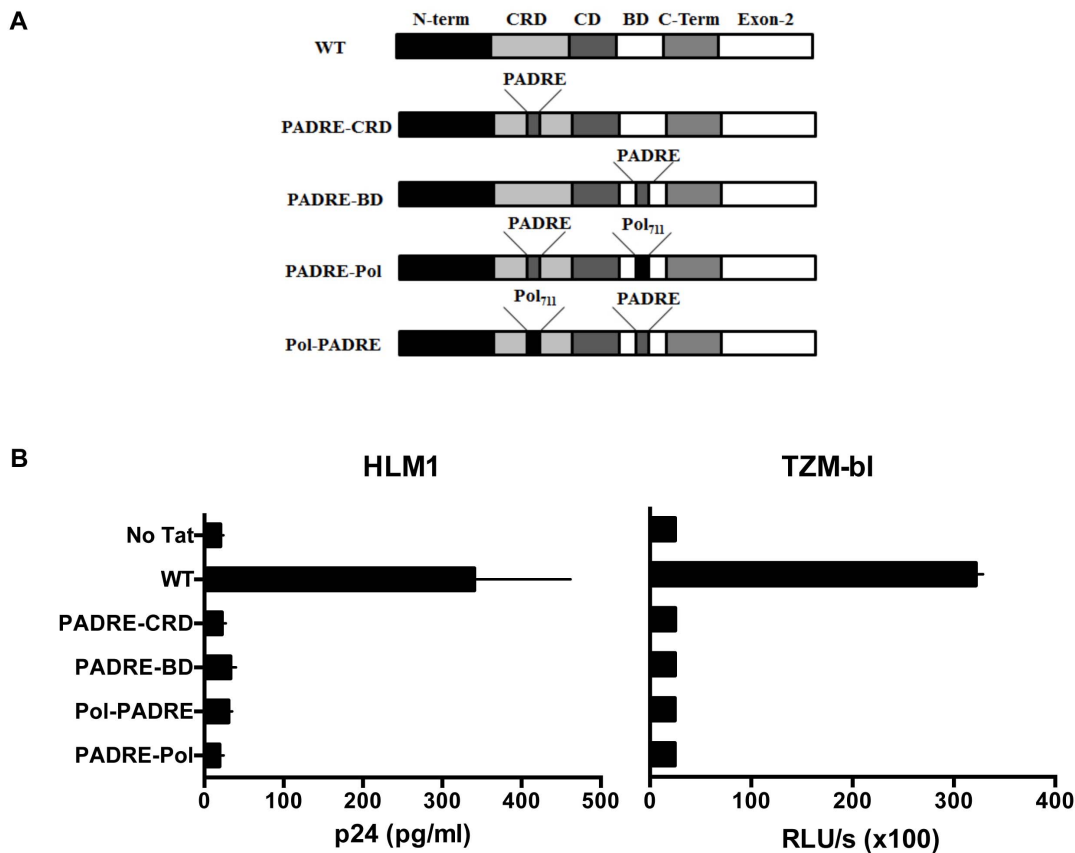 A
N-term CRD CD BD C-Term Exon-2
WT
PADRE
PADRE-CRD
PADRE
PADRE-BD
PADRE Pol711
PADRE-Pol
Pol711 PADRE
Pol-PADRE
B
HLM1 TZM-bl
No Tat
WT
PADRE-CRD
PADRE-BD
Pol-PADRE
PADRE-Pol
0 100 200 300 400 500
p24 (pg/ml)
0 100 200 300 400
RLU/s (x100)